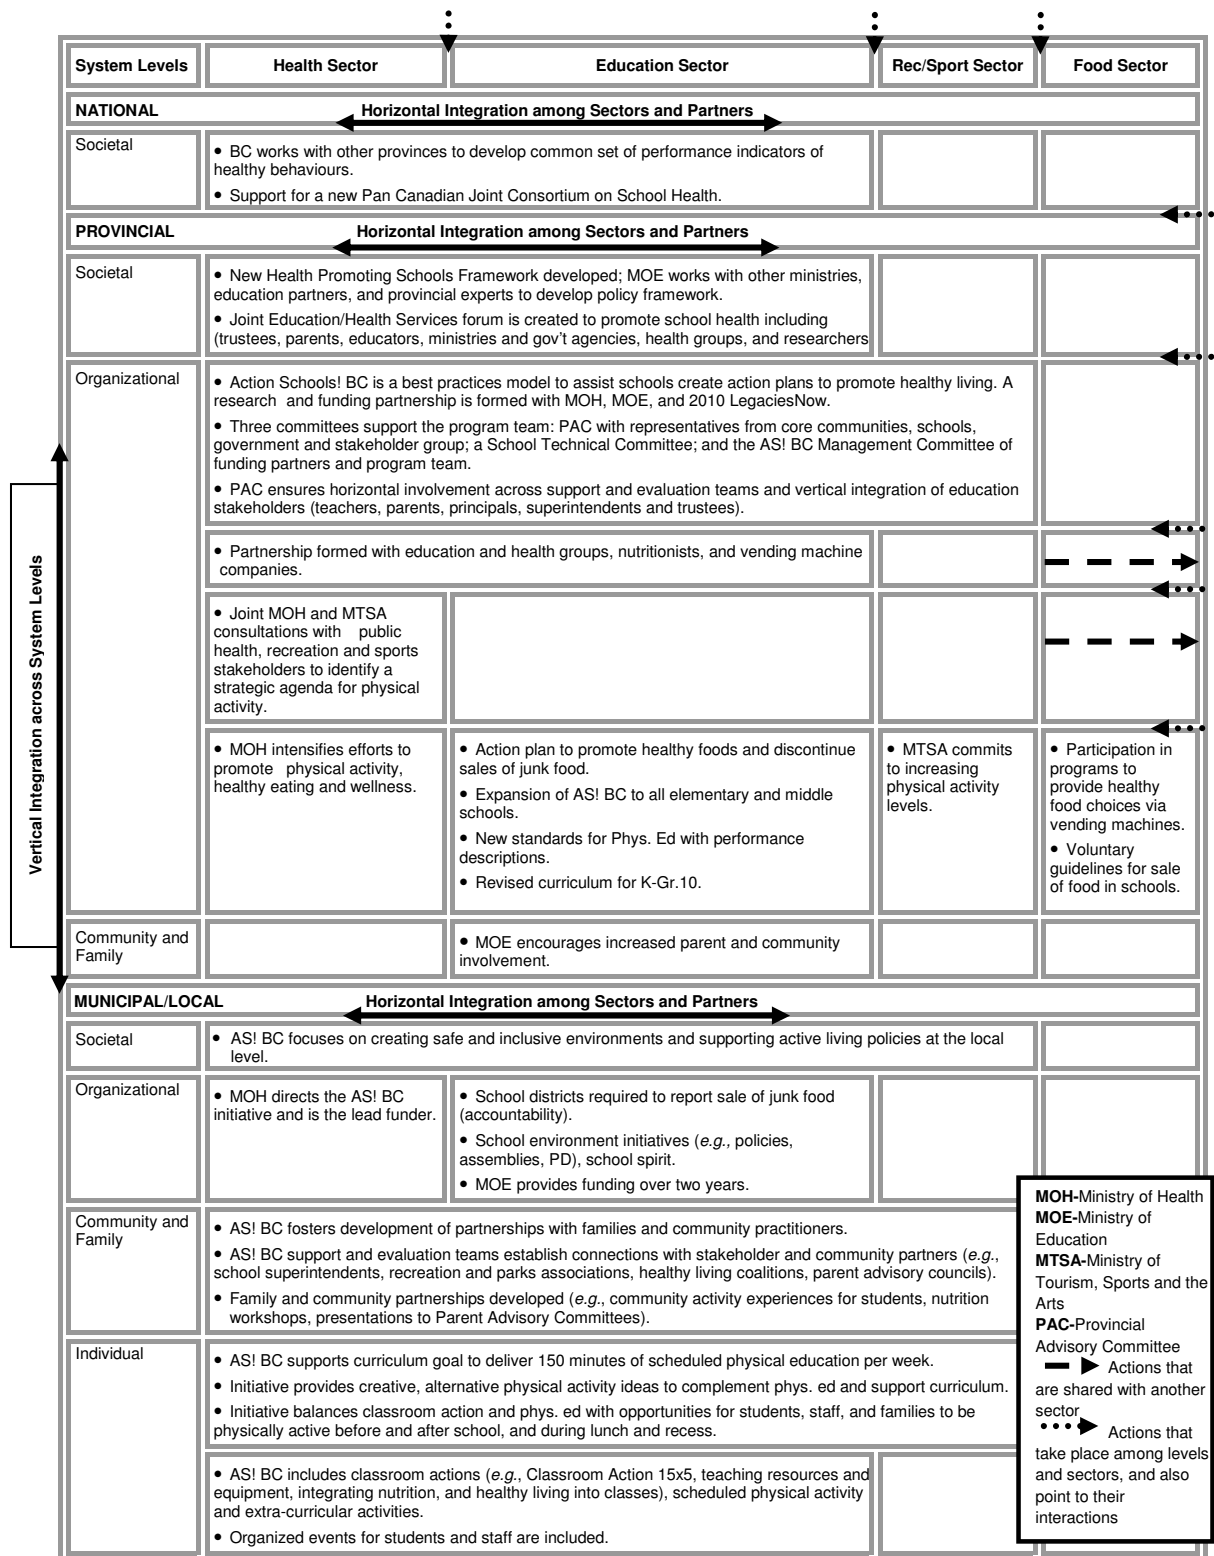 System Levels
Health Sector
Education Sector
Rec/Sport Sector
Food Sector
NATIONAL
Horizontal Integration among Sectors and Partners
Societal
• BC works with other provinces to develop common set of performance indicators of
healthy behaviours.
• Support for a new Pan Canadian Joint Consortium on School Health.
PROVINCIAL
Horizontal Integration among Sectors and Partners
Societal
• New Health Promoting Schools Framework developed; MOE works with other ministries,
education partners, and provincial experts to develop policy framework.
• Joint Education/Health Services forum is created to promote school health including
(trustees, parents, educators, ministries and gov't agencies, health groups, and researchers
Organizational
• Action Schools! BC is a best practices model to assist schools create action plans to promote healthy living. A
research and funding partnership is formed with MOH, MOE, and 2010 LegaciesNow.
• Three committees support the program team: PAC with representatives from core communities, schools,
government and stakeholder group; a School Technical Committee; and the AS! BC Management Committee of
funding partners and program team.
• PAC ensures horizontal involvement across support and evaluation teams and vertical integration of education
stakeholders (teachers, parents, principals, superintendents and trustees).
Vertical Integration across System Levels
• Partnership formed with education and health groups, nutritionists, and vending machine
companies.
• Joint MOH and MTSA
consultations with public
health, recreation and sports
stakeholders to identify a
strategic agenda for physical
activity.
• MOH intensifies efforts to
promote physical activity,
healthy eating and wellness.
• Action plan to promote healthy foods and discontinue
sales of junk food.
• Expansion of AS! BC to all elementary and middle
schools.
• New standards for Phys. Ed with performance
descriptions.
• Revised curriculum for K-Gr.10.
• MTSA commits
to increasing
physical activity
levels.
• Participation in
programs to
provide healthy
food choices via
vending machines.
• Voluntary
guidelines for sale
of food in schools.
Community and
Family
• MOE encourages increased parent and community
involvement.
MUNICIPAL/LOCAL
Horizontal Integration among Sectors and Partners
Societal
• AS! BC focuses on creating safe and inclusive environments and supporting active living policies at the local
level.
Organizational
• MOH directs the AS! BC
initiative and is the lead funder.
• School districts required to report sale of junk food
(accountability).
• School environment initiatives (e.g., policies,
assemblies, PD), school spirit.
• MOE provides funding over two years.
Community and
Family
• AS! BC fosters development of partnerships with families and community practitioners.
• AS! BC support and evaluation teams establish connections with stakeholder and community partners (e.g.,
school superintendents, recreation and parks associations, healthy living coalitions, parent advisory councils).
• Family and community partnerships developed (e.g., community activity experiences for students, nutrition
workshops, presentations to Parent Advisory Committees).
Individual
• AS! BC supports curriculum goal to deliver 150 minutes of scheduled physical education per week.
• Initiative provides creative, alternative physical activity ideas to complement phys. ed and support curriculum.
• Initiative balances classroom action and phys. ed with opportunities for students, staff, and families to be
physically active before and after school, and during lunch and recess.
• AS! BC includes classroom actions (e.g., Classroom Action 15x5, teaching resources and
equipment, integrating nutrition, and healthy living into classes), scheduled physical activity
and extra-curricular activities.
• Organized events for students and staff are included.
MOH-Ministry of Health
MOE-Ministry of
Education
MTSA-Ministry of
Tourism, Sports and the
Arts
PAC-Provincial
Advisory Committee
Actions that
are shared with another
sector
Actions that
take place among levels
and sectors, and also
point to their
interactions